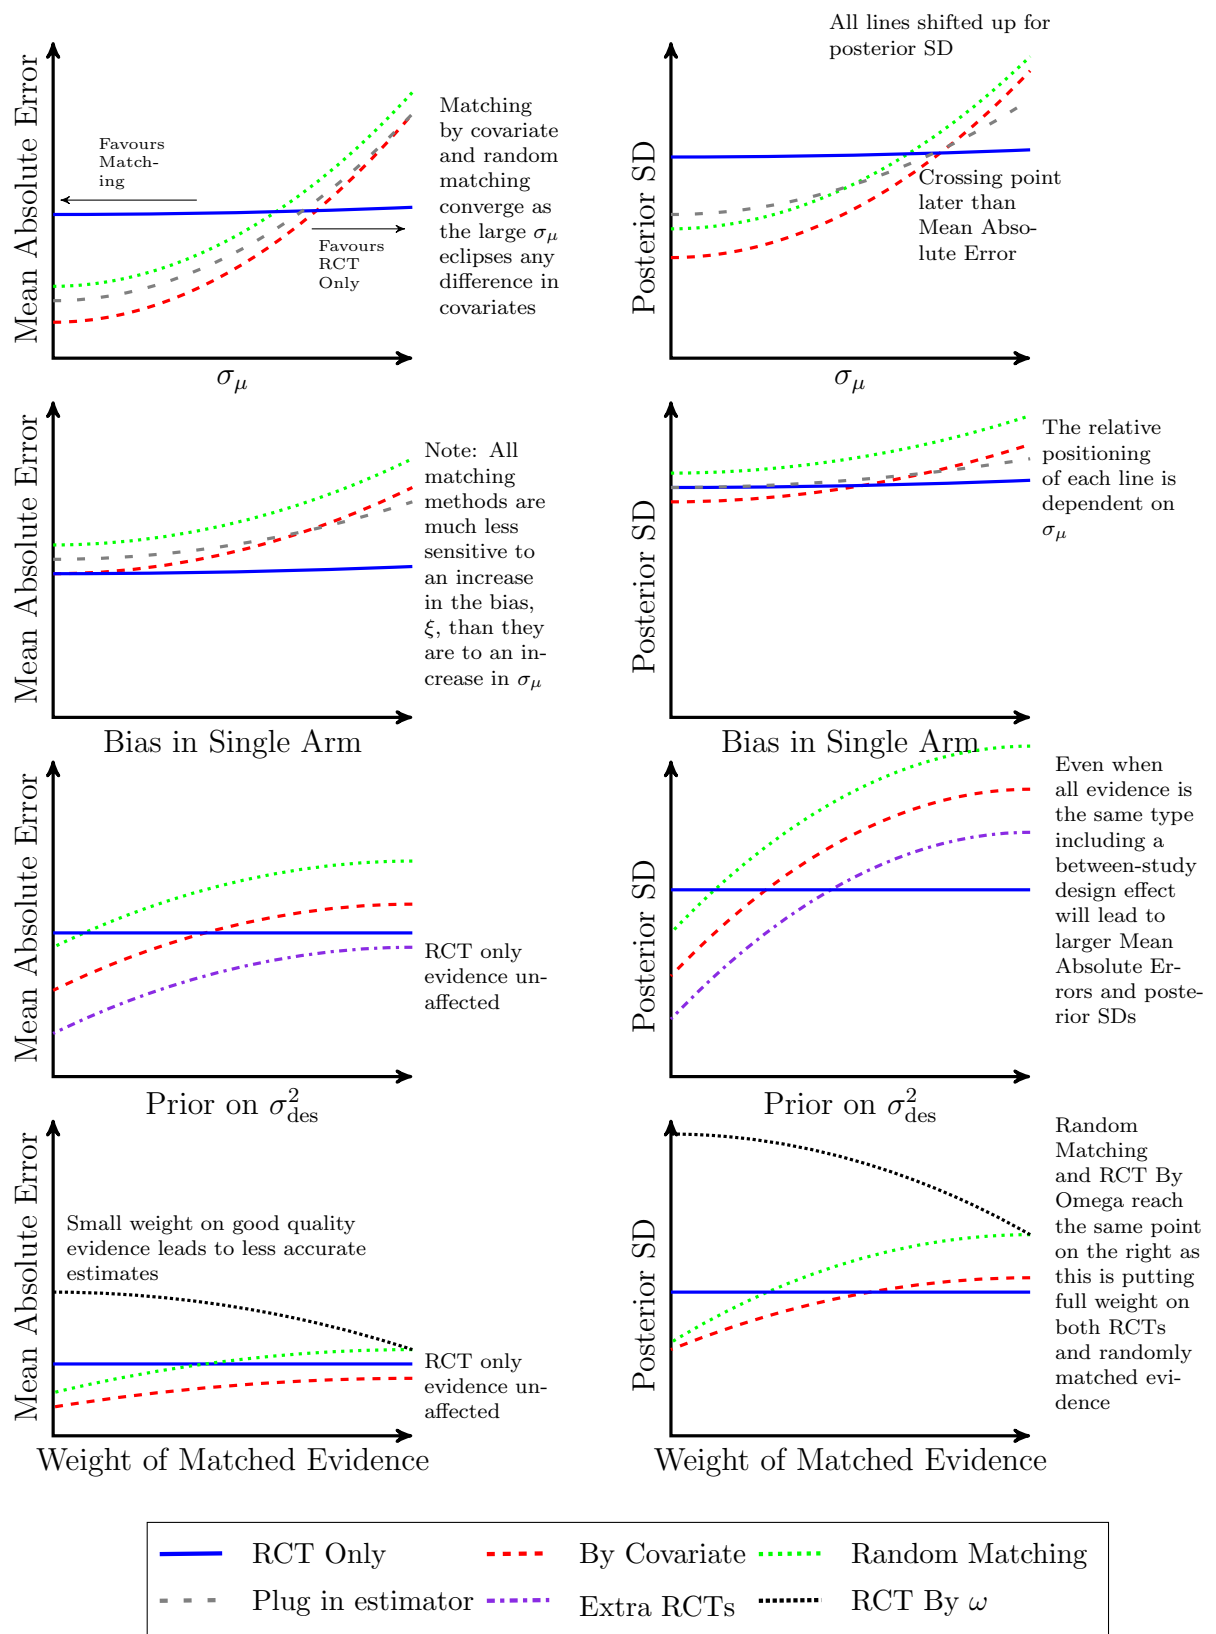 All lines shifted up for
posterior SD
Mean Absolute Error
Favours
Match-
ing
Favours
RCT
Only
σμ
Matching
by covariate
and random
matching
converge as
the large σμ
eclipses any
difference in
covariates
Posterior SD
Crossing point
later than
Mean Abso-
lute Error
σμ
Mean Absolute Error
Bias in Single Arm
Note: All
matching
methods are
much less
sensitive to
an increase
in the bias,
ξ, than they
are to an in-
crease in σμ
Posterior SD
Bias in Single Arm
The relative
positioning
of each line is
dependent on
σμ
Mean Absolute Error
Prior on σ²des
RCT only
evidence un-
affected
Posterior SD
Prior on σ²des
Even when
all evidence is
the same type
including a
between-study
design effect
will lead to
larger Mean
Absolute Er-
rors and poste-
rior SDs
Mean Absolute Error
Small weight on good quality
evidence leads to less accurate
estimates
Weight of Matched Evidence
RCT only
evidence un-
affected
Posterior SD
Weight of Matched Evidence
Random
Matching
and RCT By
Omega reach
the same point
on the right as
this is putting
full weight on
both RCTs
and randomly
matched evi-
dence
RCT Only
By Covariate
Random Matching
Plug in estimator
Extra RCTs
RCT By ω